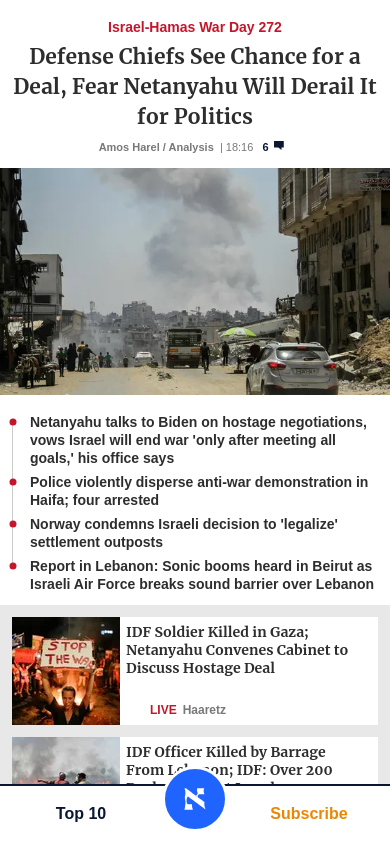 Israel-Hamas War Day 272
Defense Chiefs See Chance for a
Deal, Fear Netanyahu Will Derail It
for Politics
Amos Harel / Analysis | 18:16 6
Netanyahu talks to Biden on hostage negotiations,
vows Israel will end war 'only after meeting all
goals,' his office says
Police violently disperse anti-war demonstration in
Haifa; four arrested
Norway condemns Israeli decision to 'legalize'
settlement outposts
Report in Lebanon: Sonic booms heard in Beirut as
Israeli Air Force breaks sound barrier over Lebanon
STOP
THE WAR
IDF Soldier Killed in Gaza;
Netanyahu Convenes Cabinet to
Discuss Hostage Deal
LIVE Haaretz
IDF Officer Killed by Barrage
From Lebanon; IDF: Over 200
Top 10
Subscribe